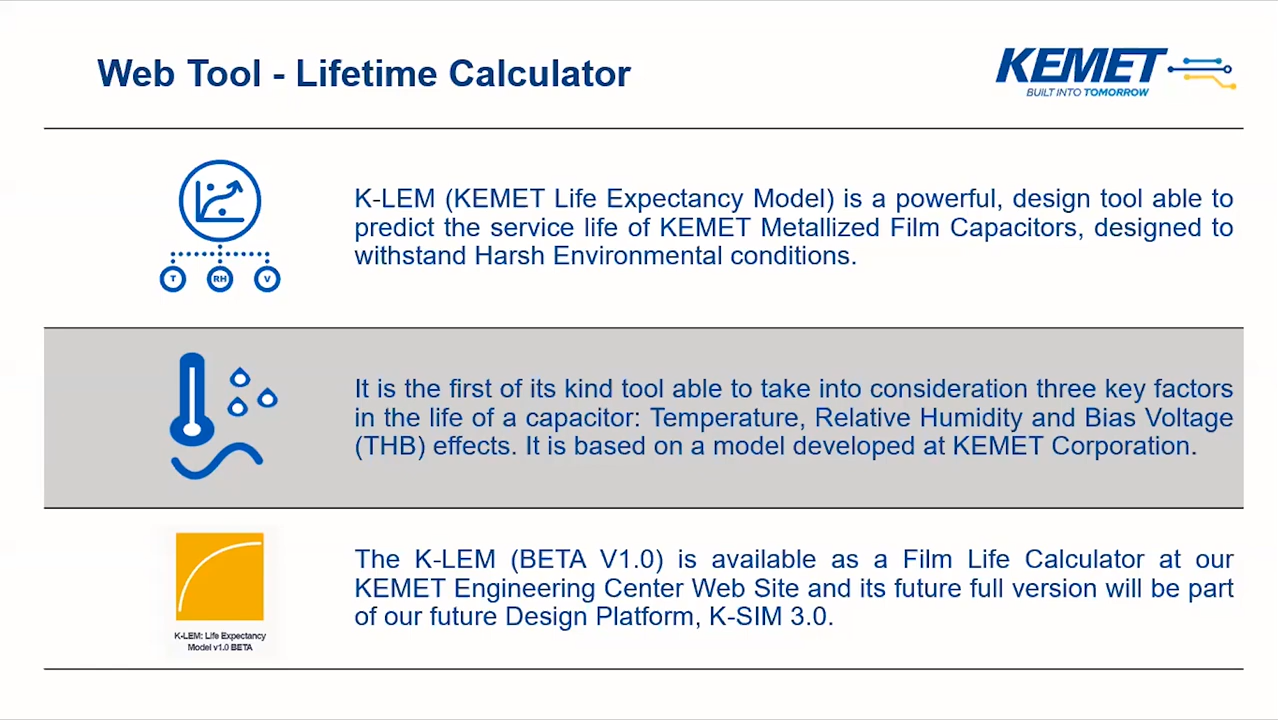 Web Tool - Lifetime Calculator
KEMET
BUILT INTO TOMORROW
K-LEM (KEMET Life Expectancy Model) is a powerful, design tool able to
predict the service life of KEMET Metallized Film Capacitors, designed to
withstand Harsh Environmental conditions.
T RH V
It is the first of its kind tool able to take into consideration three key factors
in the life of a capacitor: Temperature, Relative Humidity and Bias Voltage
(THB) effects. It is based on a model developed at KEMET Corporation.
The K-LEM (BETA V1.0) is available as a Film Life Calculator at our
KEMET Engineering Center Web Site and its future full version will be part
of our future Design Platform, K-SIM 3.0.
K-LEM: Life Expectancy
Model v1.0 BETA